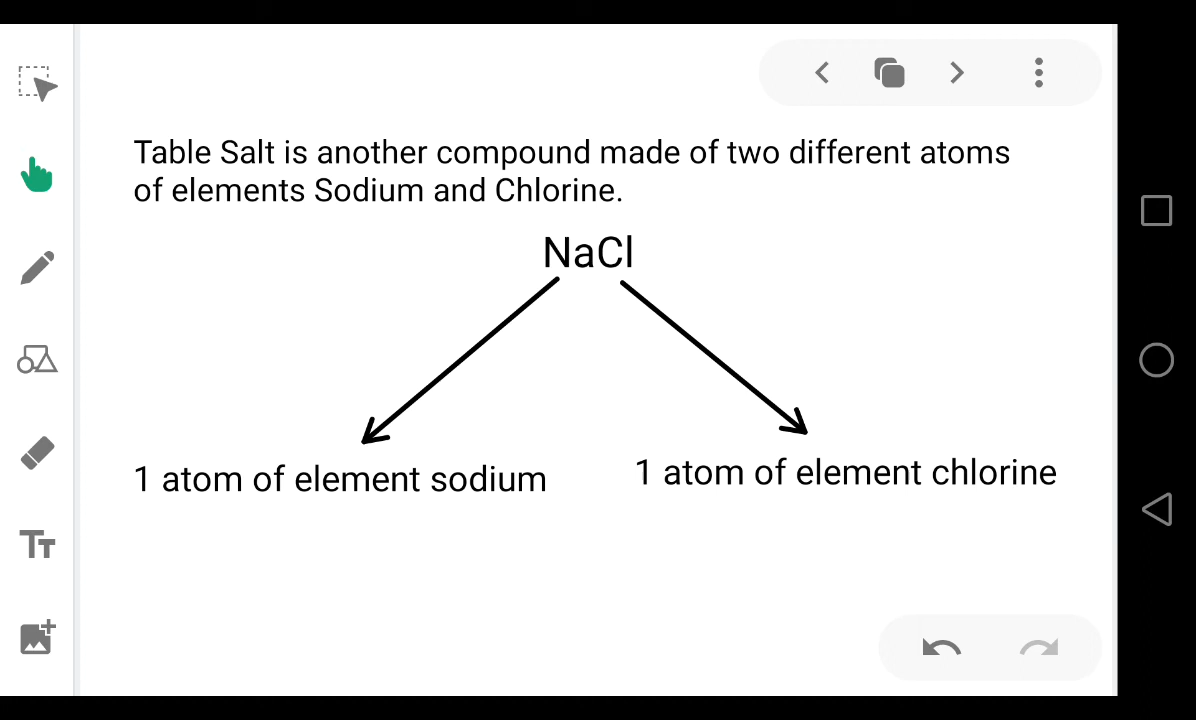 Table Salt is another compound made of two different atoms
of elements Sodium and Chlorine.
NaCl
1 atom of element sodium
1 atom of element chlorine
Tт